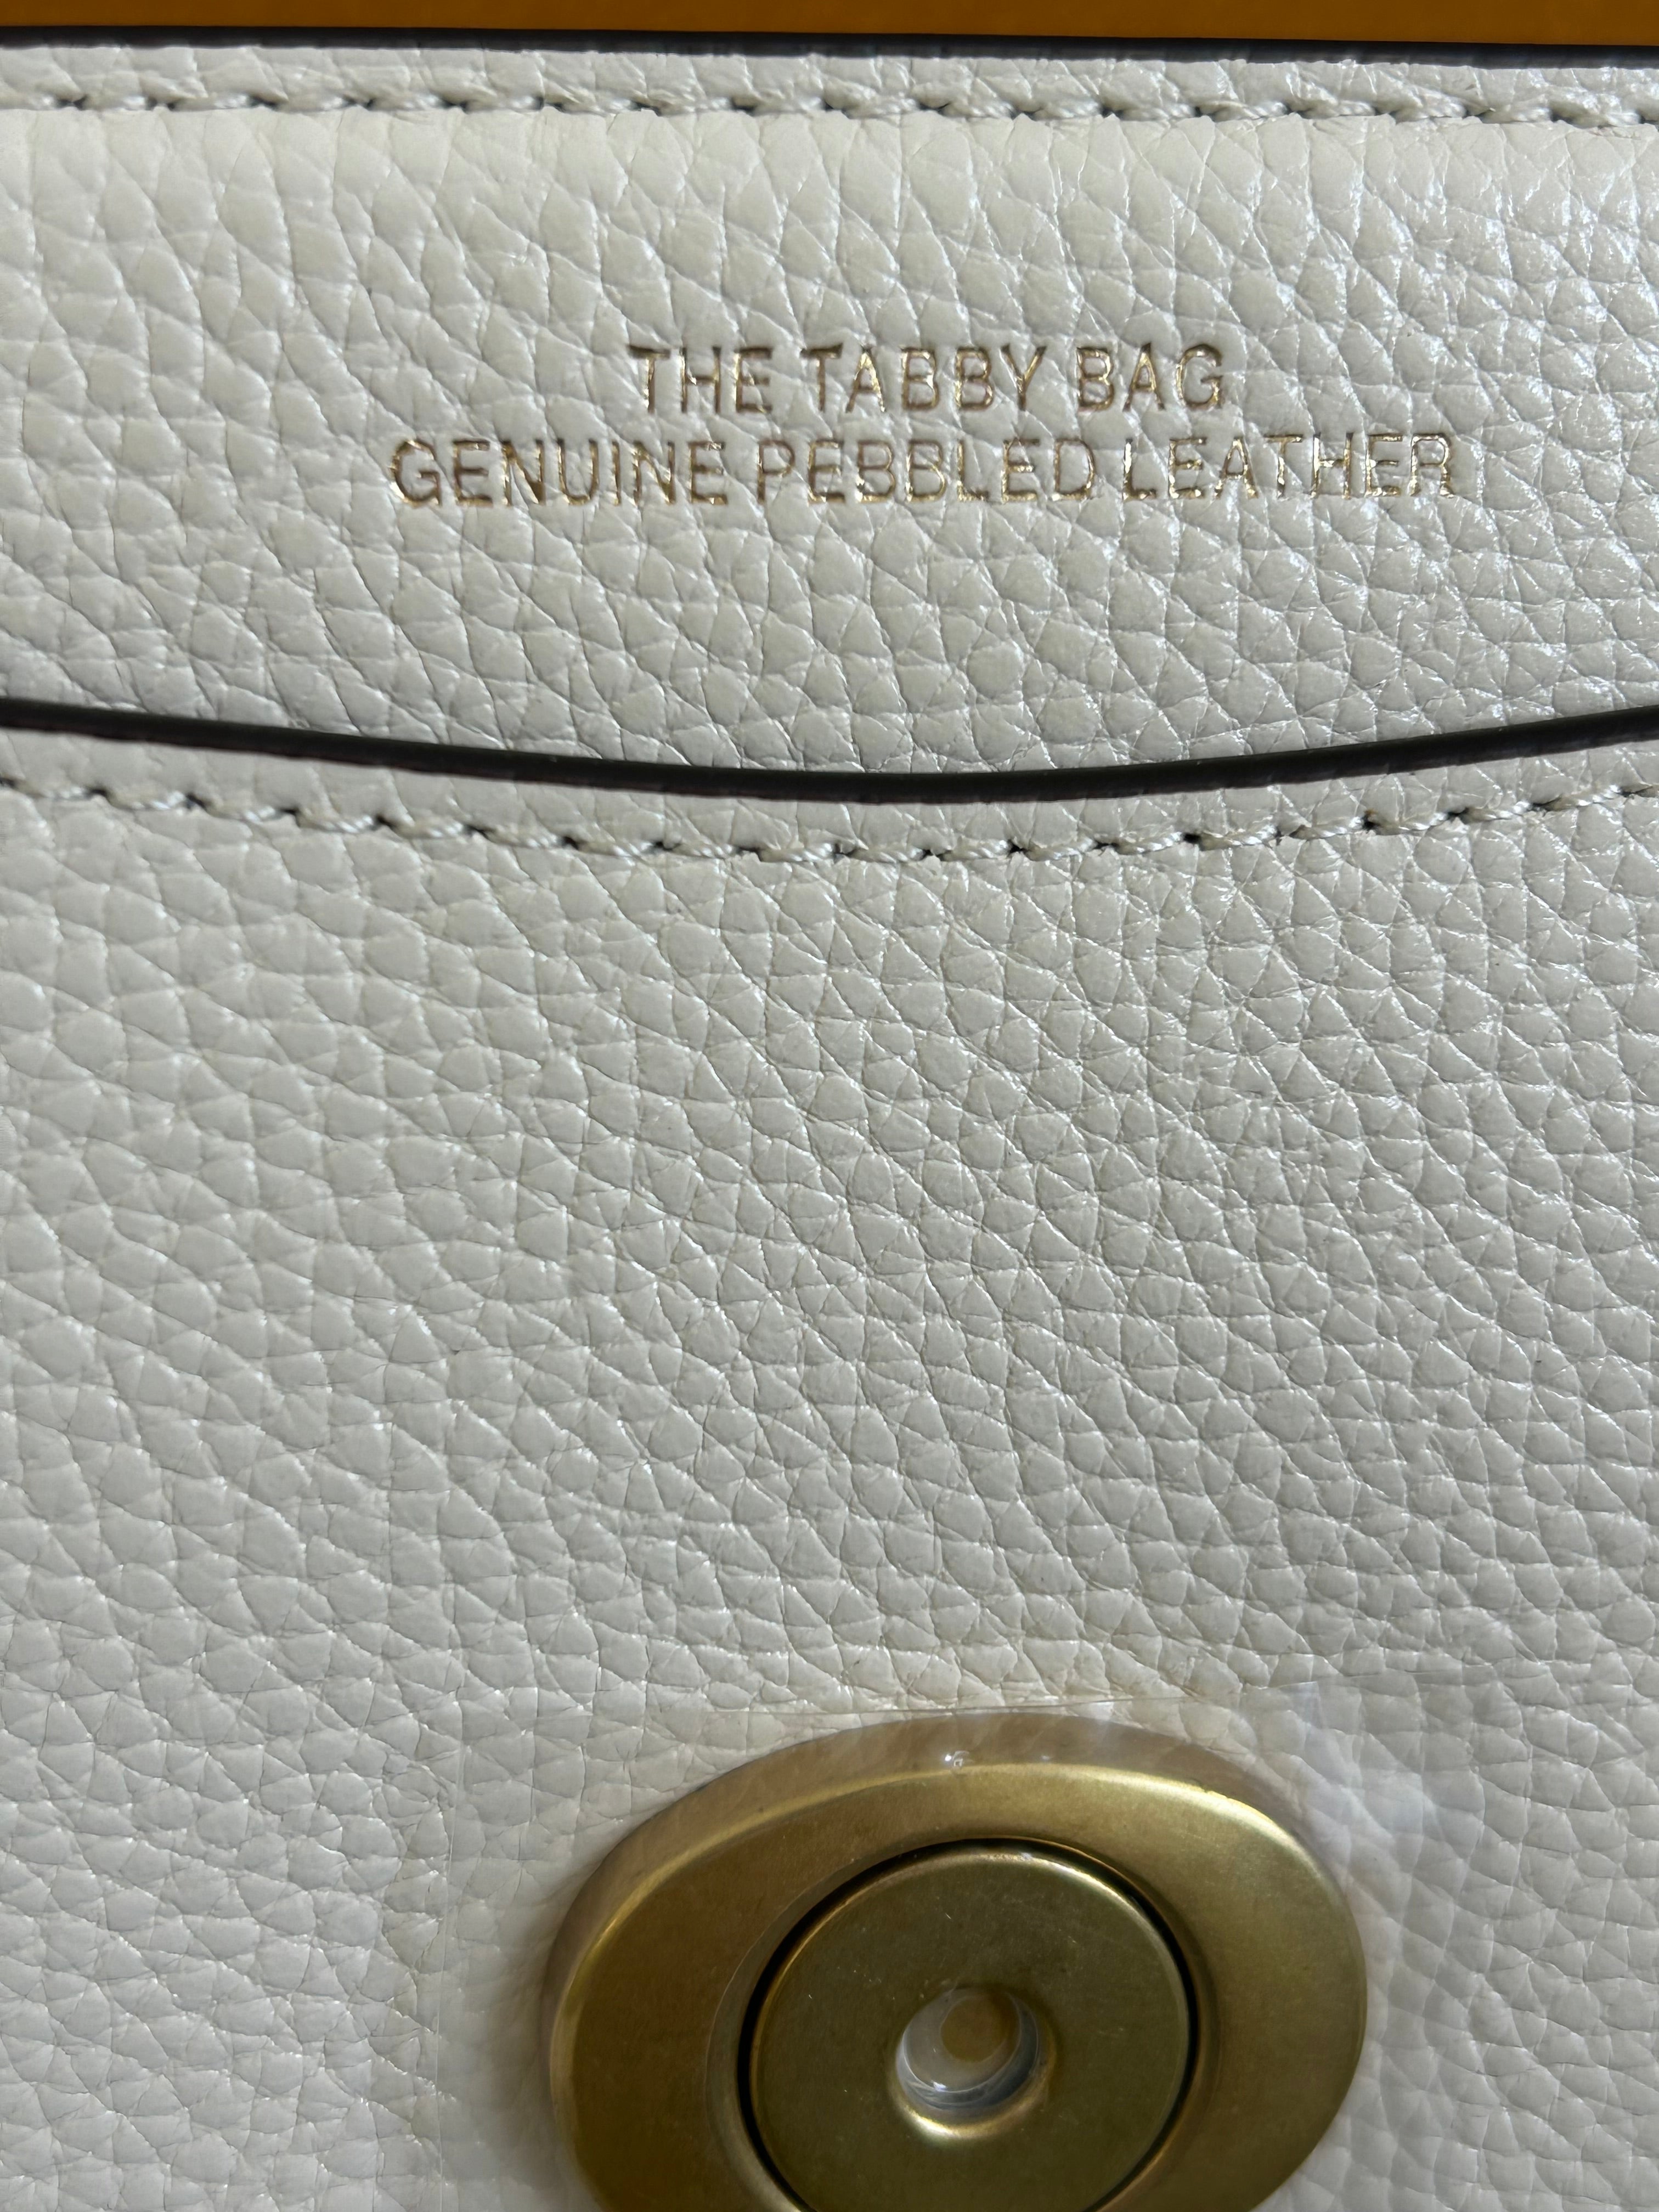 THE TABBY BAG
GENUINE PEBBLED LEATHER